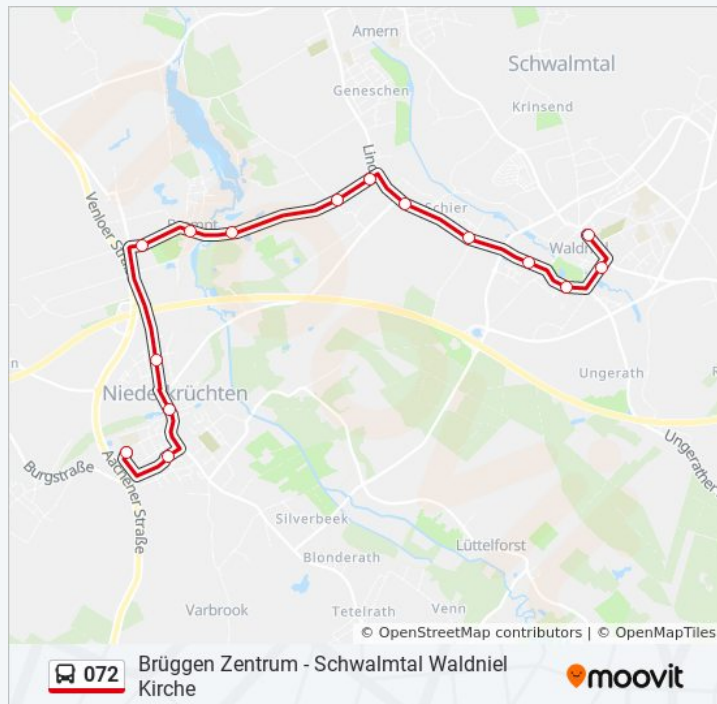 Amern
Schwalmtal
Geneschen
Krinsend
Schier
Venloer
Waldniel
Ungerath
Niederkrüchten
Burgstraße
Aachener Straße
Ungerather
Silverbeek
Lüttelforst
Blonderath
Varbrook
Tetelrath
Venn
© OpenStreetMap contributors | © OpenMapTiles
072
Brüggen Zentrum - Schwalmtal Waldniel
Kirche
moovit